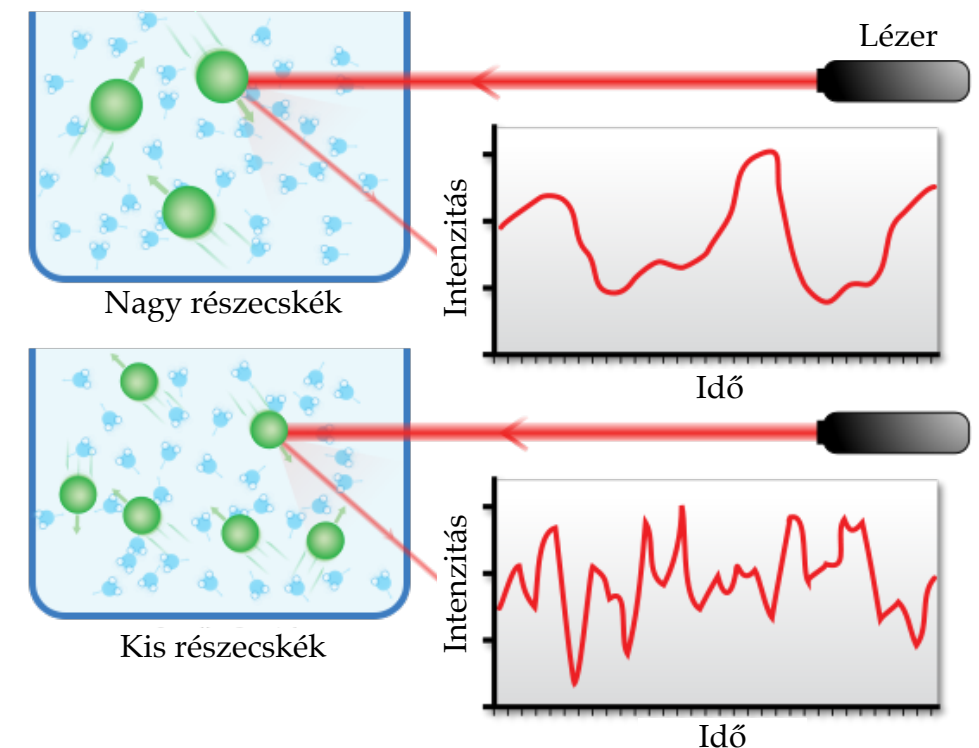 Lézer
Intenzitás
Nagy részecskék
Idő
Intenzitás
Kis részecskék
Idő